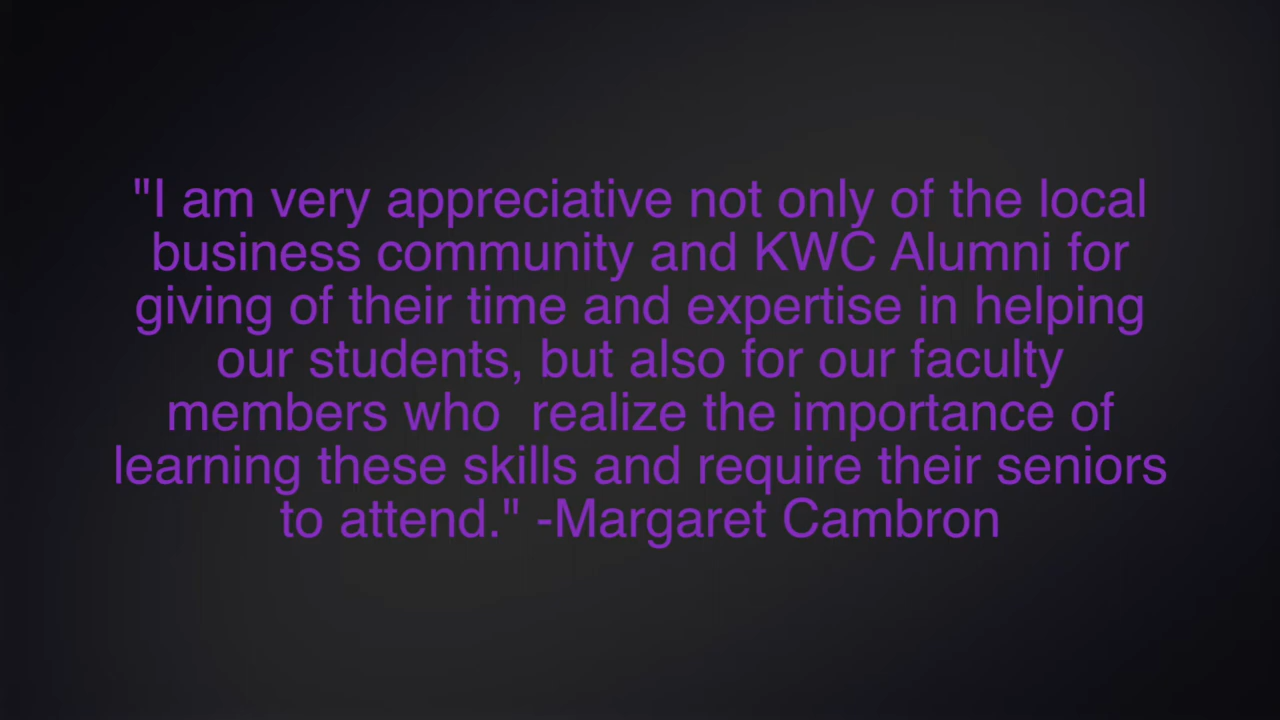 "I am very appreciative not only of the local
business community and KWC Alumni for
giving of their time and expertise in helping
our students, but also for our faculty
members who  realize the importance of
learning these skills and require their seniors
to attend." -Margaret Cambron